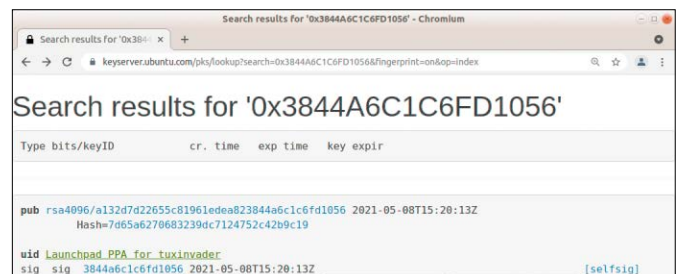 Search results for '0x3844A6C1C6FD1056' - Chromium
Search results for '0x384
keyserver.ubuntu.com/pks/lookup?search=0x3844A6C1C6FD1056&fingerprint=on&op=index
Search results for '0x3844A6C1C6FD1056'
Type bits/keyID cr. time exp time key expir
pub rsa4096/a132d7d22655c81961edea823844a6c1c6fd1056 2021-05-08T15:20:13Z
Hash=7d65a6270683239dc7124752c42b9c19
uid Launchpad PPA for tuxinvader
sig sig 3844a6c1c6fd1056 2021-05-08T15:20:13Z [selfsig]